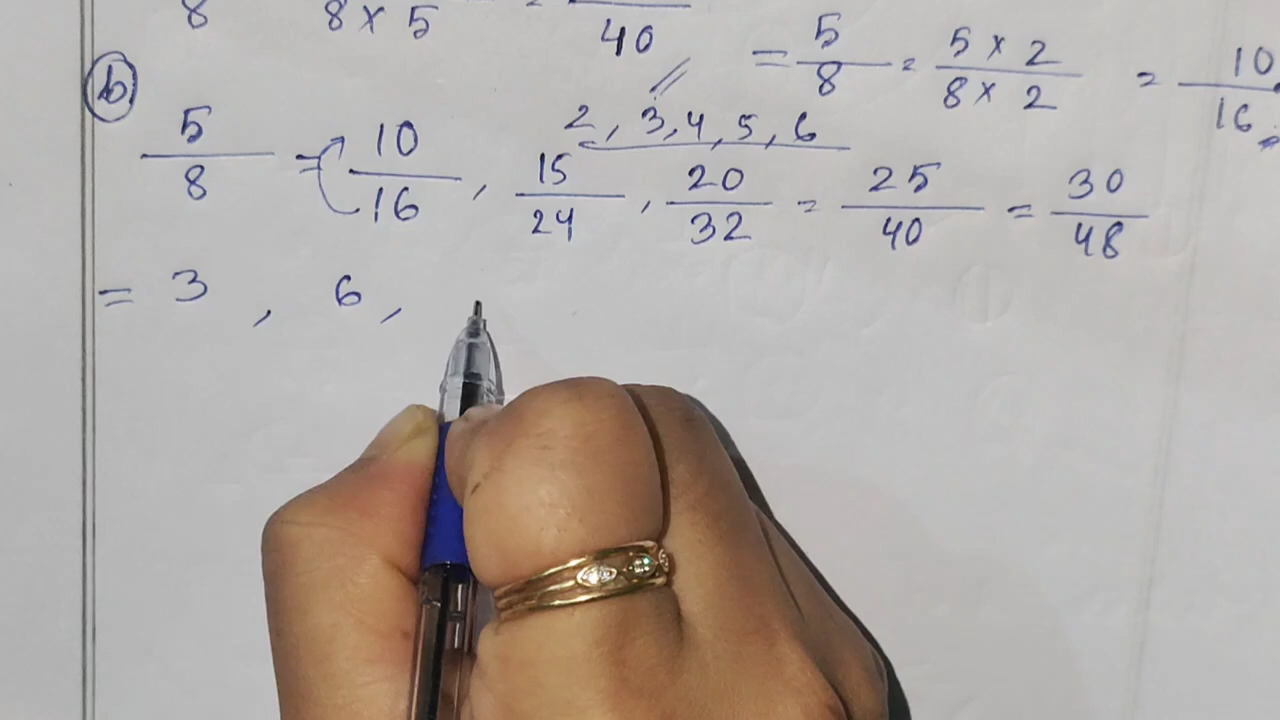 8 8 x 5 = 40
= 5/8 = 5 x 2 / 8 x 2 = 10/16
(b)
2, 3, 4, 5, 6
5/8 = 10/16, 15/24, 20/32 = 25/40 = 30/48
= 3, 6,